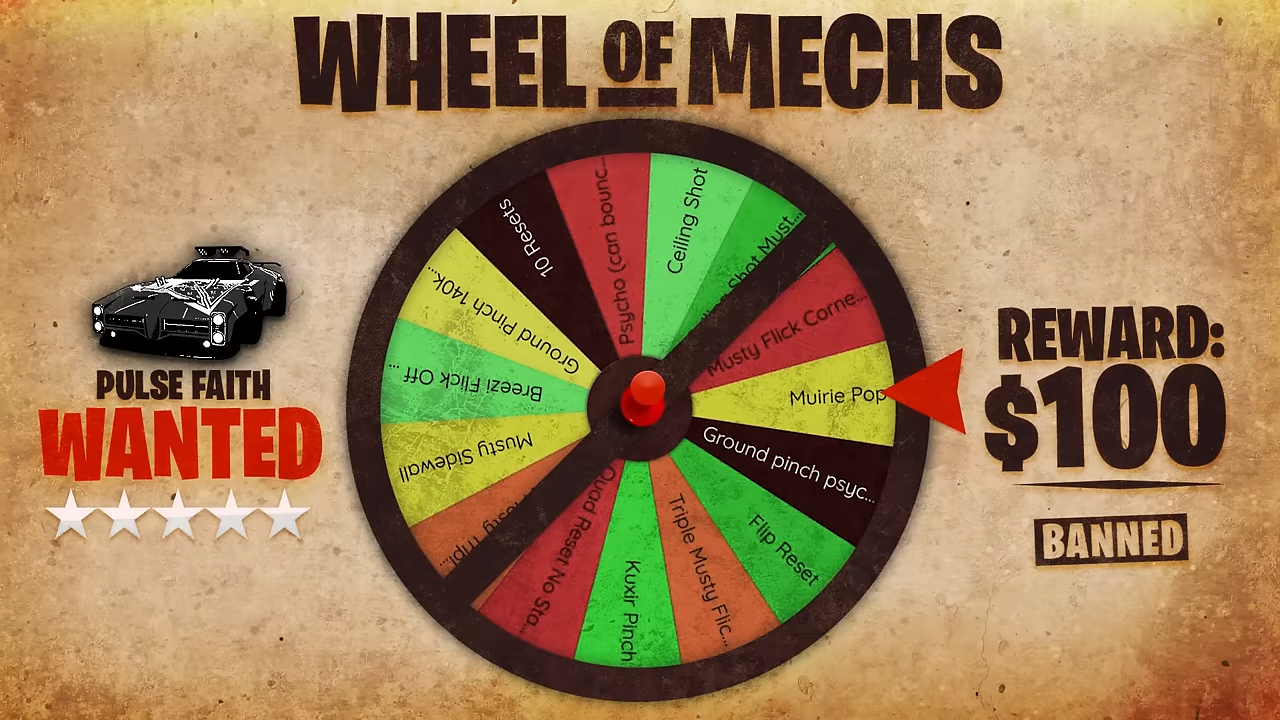 WHEEL OF MECHS
Psycho (can bounc...
Ceiling Shot
Shot Must...
Musty Flick Corne...
Muirie Pop
Ground pinch psyc...
Flip Reset
Triple Musty Flic...
Kuxir Pinch
Quad Reset No Sta...
Tripl...
Musty Sidewall
Breezi Flick Off ...
Ground Pinch 140k...
10 Resets
PULSE FAITH
WANTED
REWARD:
$100
BANNED